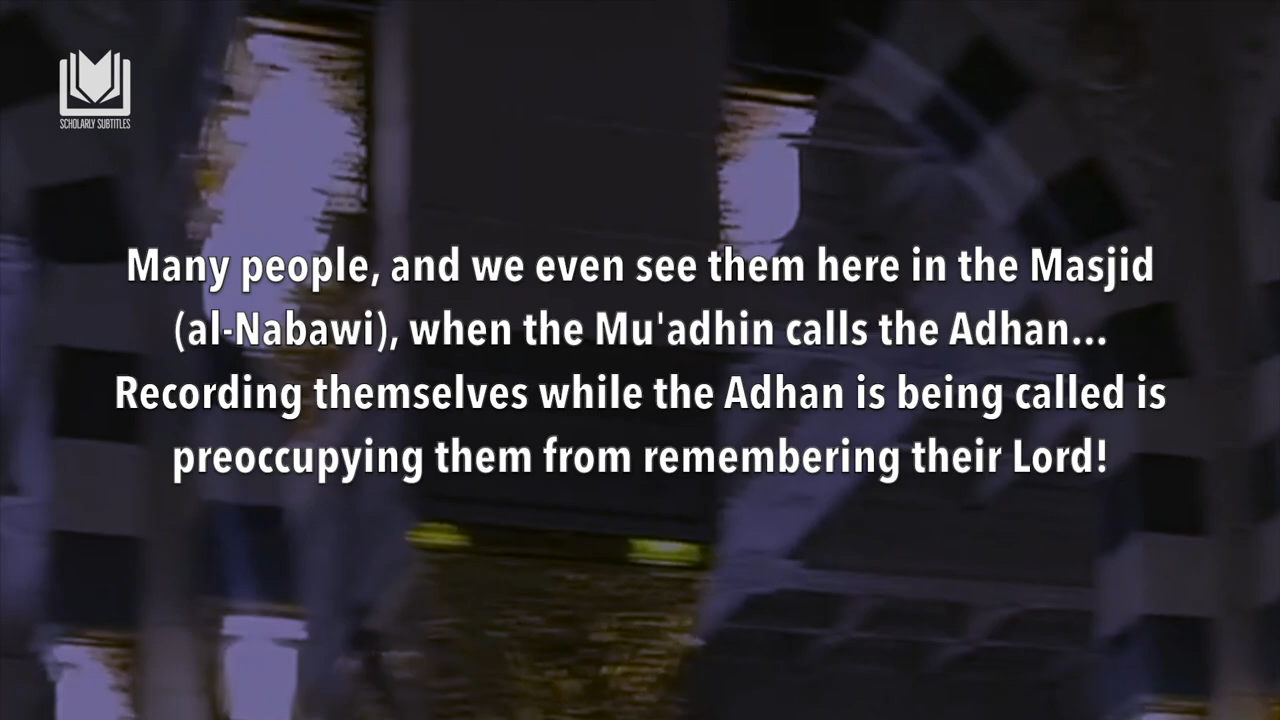 SCHOLARLY SUBTITLES
Many people, and we even see them here in the Masjid
(al-Nabawi), when the Mu'adhin calls the Adhan...
Recording themselves while the Adhan is being called is
preoccupying them from remembering their Lord!